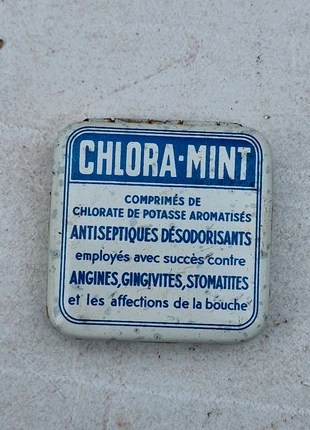 CHLORA-MINT
COMPRIMÉS DE
CHLORATE DE POTASSE AROMATISÉS
ANTISEPTIQUES DÉSODORISANTS
employés avec succès contre
ANGINES, GINGIVITES, STOMATITES
et les affections de la bouche